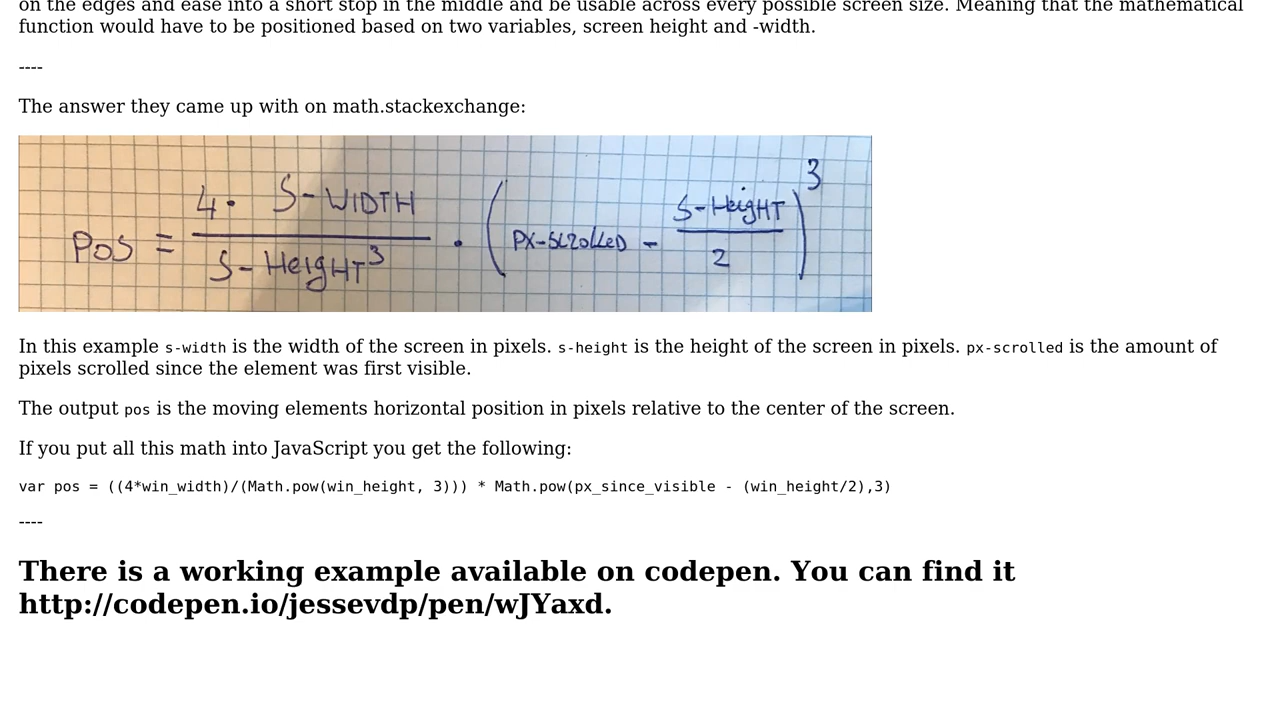 on the edges and ease into a short stop in the middle and be usable across every possible screen size. Meaning that the mathematical
function would have to be positioned based on two variables, screen height and -width.
----
The answer they came up with on math.stackexchange:
POS = 4 · S-WIDTH / S-HEIGHT³ · (PX-SCROLLED - S-HEIGHT / 2)³
In this example s-width is the width of the screen in pixels. s-height is the height of the screen in pixels. px-scrolled is the amount of
pixels scrolled since the element was first visible.
The output pos is the moving elements horizontal position in pixels relative to the center of the screen.
If you put all this math into JavaScript you get the following:
var pos = ((4*win_width)/(Math.pow(win_height, 3))) * Math.pow(px_since_visible - (win_height/2),3)
----
There is a working example available on codepen. You can find it
http://codepen.io/jessevdp/pen/wJYaxd.